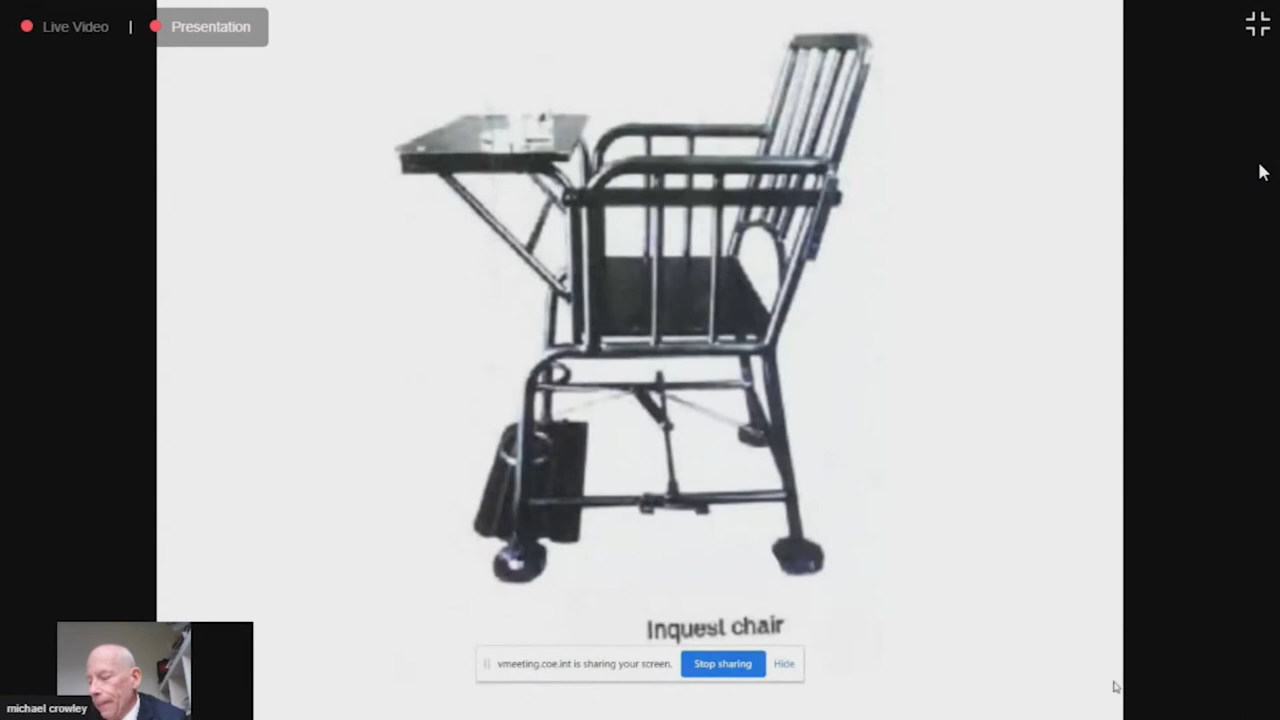 Live Video | Presentation
Inquest chair
vmeeting.coe.int is sharing your screen. Stop sharing Hide
michael crowley